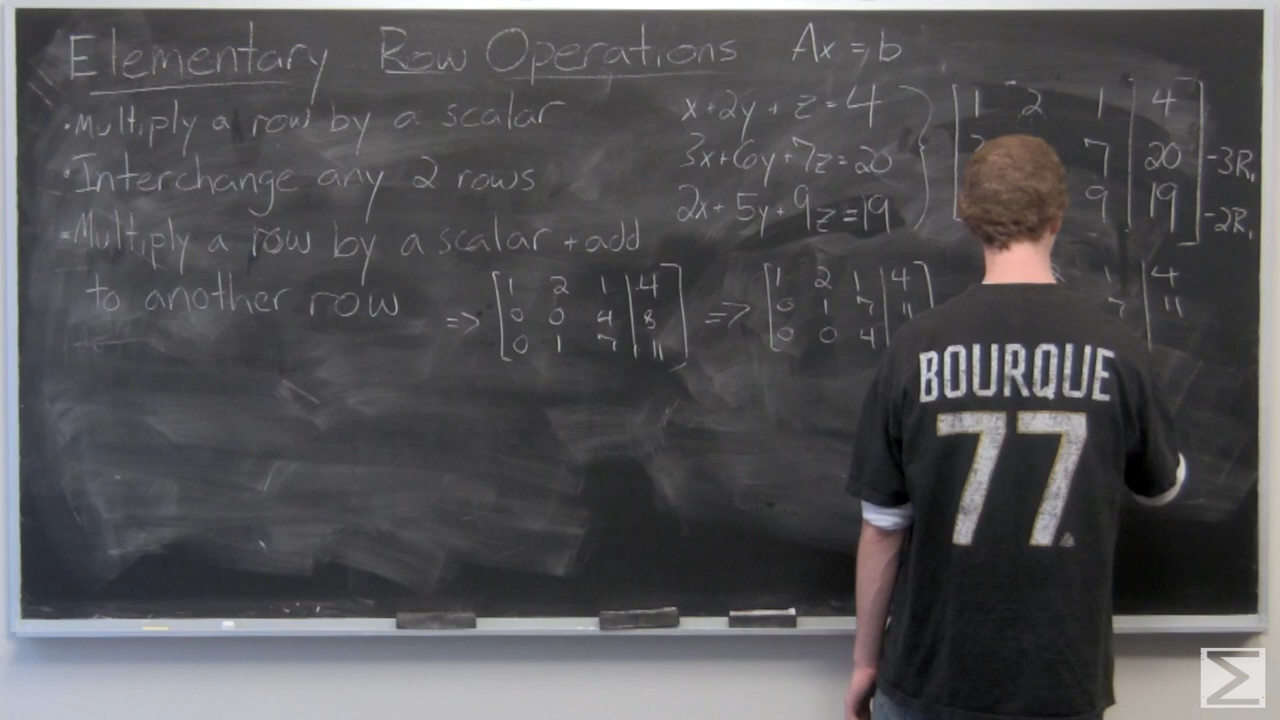 Elementary Row Operations Ax = b
• Multiply a row by a scalar
• Interchange any 2 rows
• Multiply a row by a scalar + add
to another row
x + 2y + z = 4
3x + 6y + 7z = 20
2x + 5y + 9z = 19
1 2 1 | 4
7 | 20 -3R₁
9 | 19 -2R₁
=> [ 1 2 1 | 4 ]
0 0 4 | 8
0 1 7 | 11
=> [ 1 2 1 | 4 ]
0 1 7 | 11
0 0 4
1 | 4
7 | 11
BOURQUE
77
Σ